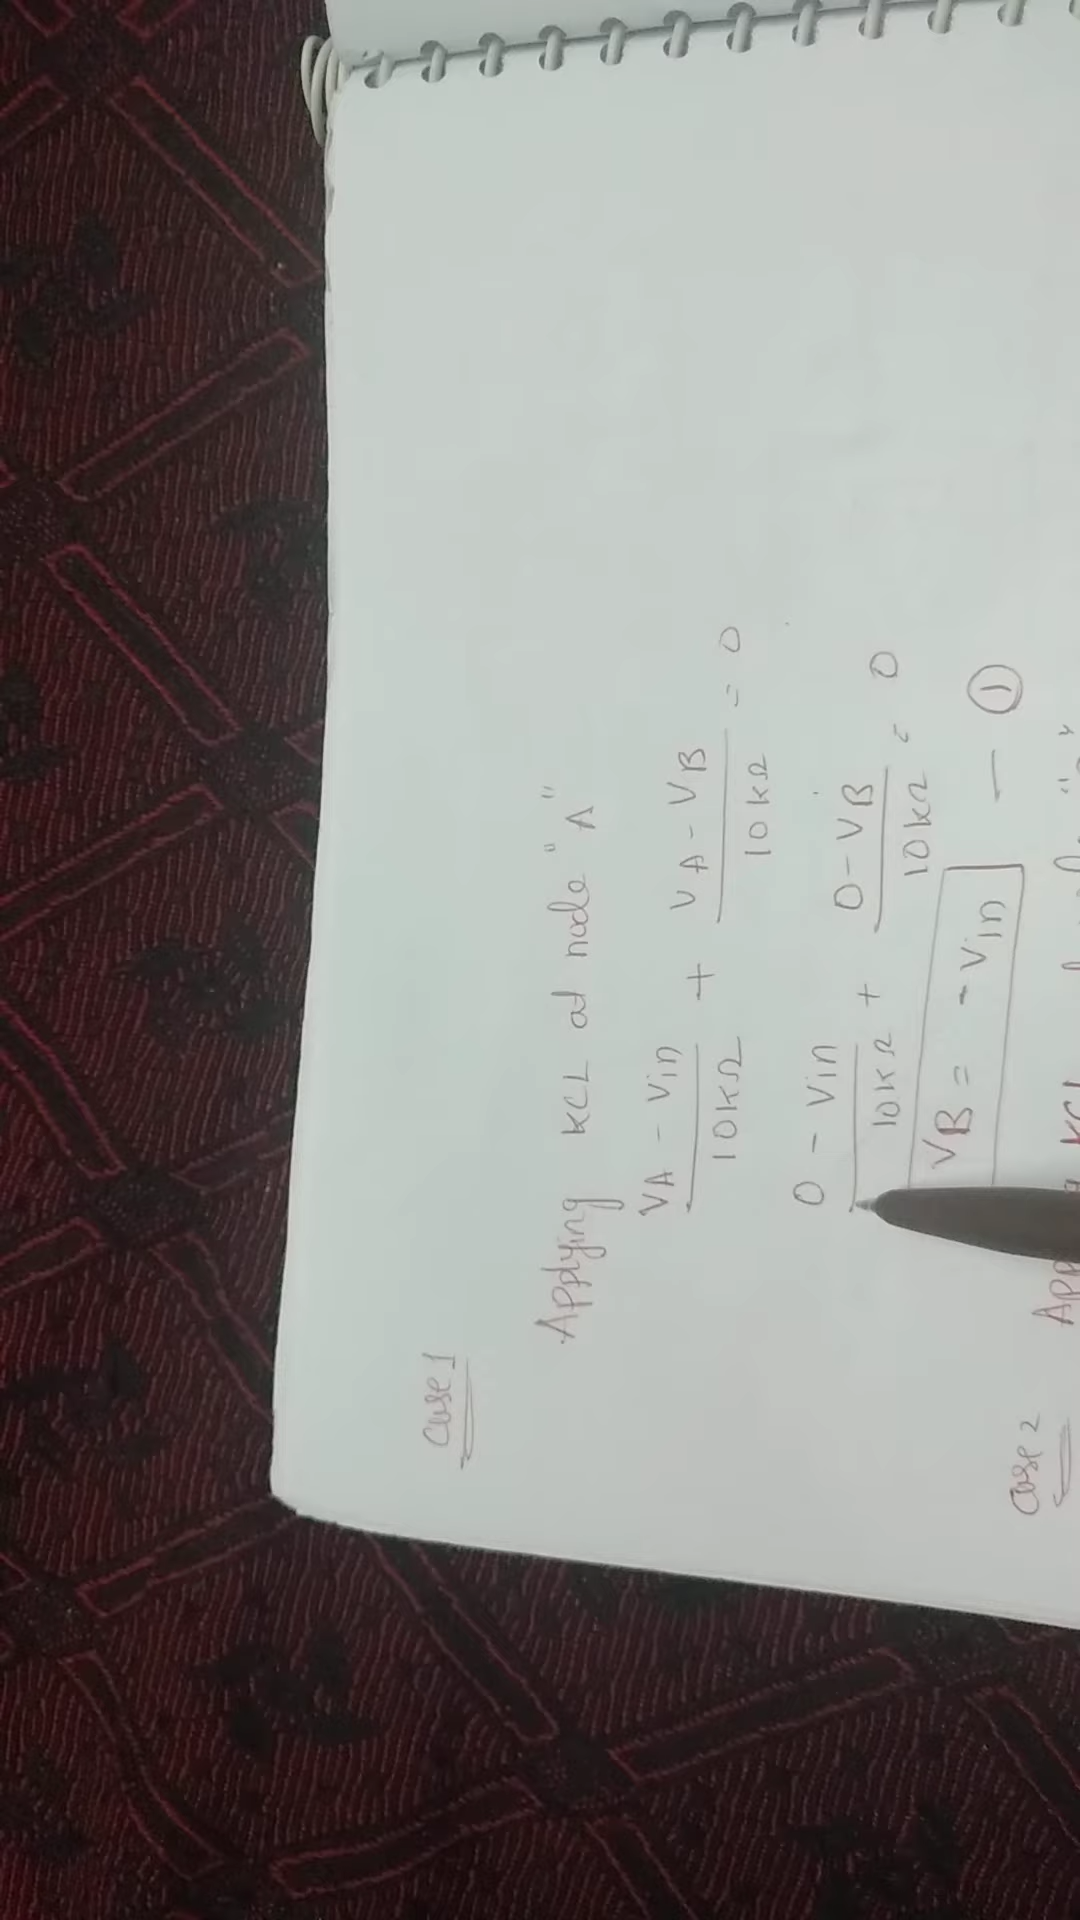 Case 1
Applying KCL at node "A"
VA - Vin / 10KΩ + VA - VB / 10KΩ = 0
0 - Vin / 10KΩ + 0 - VB / 10KΩ = 0
VB = - Vin — ①
Case 2
KCL